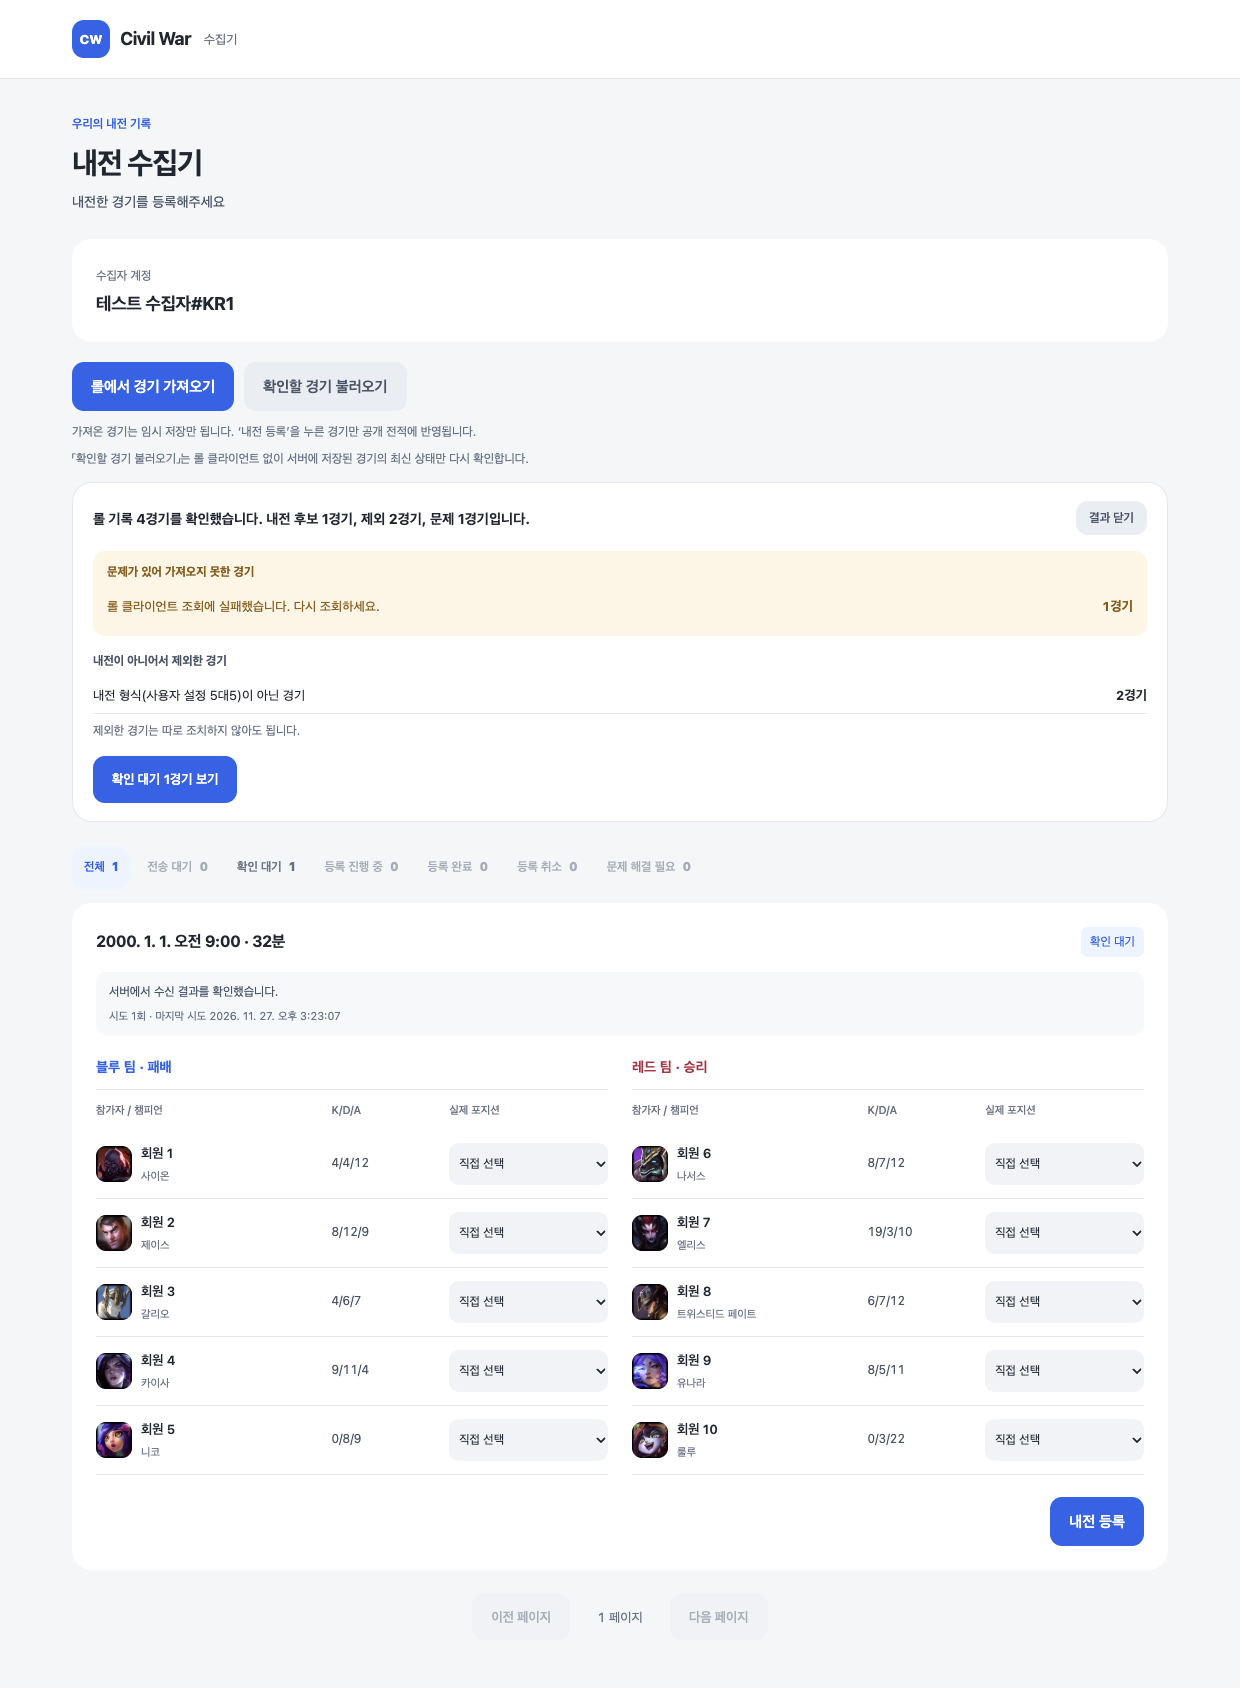 CW Civil War 수집기
우리의 내전 기록
내전 수집기
내전한 경기를 등록해주세요
수집자 계정
테스트 수집자#KR1
롤에서 경기 가져오기 확인할 경기 불러오기
가져온 경기는 임시 저장만 됩니다. ‘내전 등록’을 누른 경기만 공개 전적에 반영됩니다.
「확인할 경기 불러오기」는 롤 클라이언트 없이 서버에 저장된 경기의 최신 상태만 다시 확인합니다.
롤 기록 4경기를 확인했습니다. 내전 후보 1경기, 제외 2경기, 문제 1경기입니다. 결과 닫기
문제가 있어 가져오지 못한 경기
롤 클라이언트 조회에 실패했습니다. 다시 조회하세요. 1경기
내전이 아니어서 제외한 경기
내전 형식(사용자 설정 5대5)이 아닌 경기 2경기
제외한 경기는 따로 조치하지 않아도 됩니다.
확인 대기 1경기 보기
전체 1 전송 대기 0 확인 대기 1 등록 진행 중 0 등록 완료 0 등록 취소 0 문제 해결 필요 0
2000. 1. 1. 오전 9:00 · 32분 확인 대기
서버에서 수신 결과를 확인했습니다.
시도 1회 · 마지막 시도 2026. 11. 27. 오후 3:23:07
블루 팀 · 패배
참가자 / 챔피언 K/D/A 실제 포지션
회원 1 4/4/12 직접 선택
사이온
회원 2 8/12/9 직접 선택
제이스
회원 3 4/6/7 직접 선택
갈리오
회원 4 9/11/4 직접 선택
카이사
회원 5 0/8/9 직접 선택
니코
레드 팀 · 승리
참가자 / 챔피언 K/D/A 실제 포지션
회원 6 8/7/12 직접 선택
나서스
회원 7 19/3/10 직접 선택
엘리스
회원 8 6/7/12 직접 선택
트위스티드 페이트
회원 9 8/5/11 직접 선택
유나라
회원 10 0/3/22 직접 선택
룰루
내전 등록
이전 페이지 1 페이지 다음 페이지